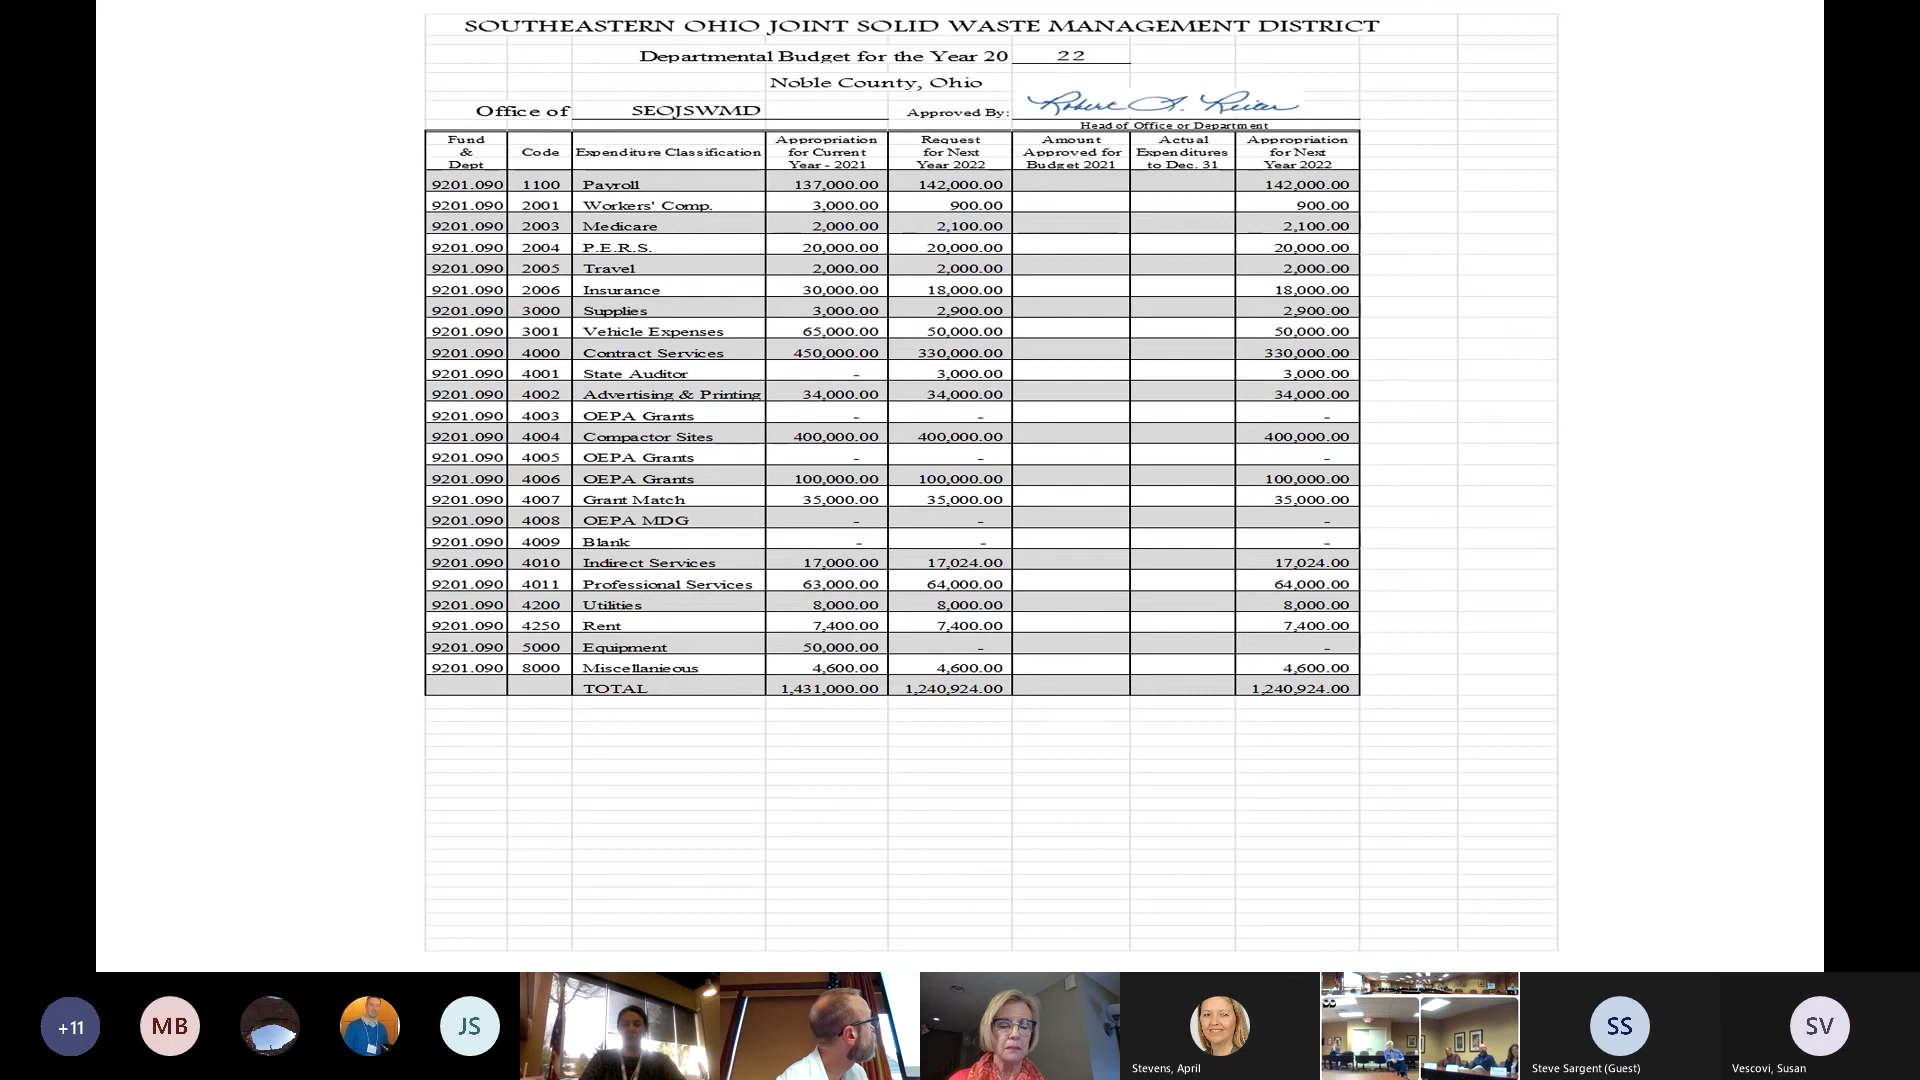 SOUTHEASTERN OHIO JOINT SOLID WASTE MANAGEMENT DISTRICT
Departmental Budget for the Year 20 22
Noble County, Ohio
Office of SEOJSWMD Approved By: Robert A. Reiter
Head of Office or Department
Fund & Dept Code Expenditure Classification Appropriation for Current Year - 2021 Request for Next Year 2022 Amount Approved for Budget 2021 Actual Expenditures to Dec. 31 Appropriation for Next Year 2022
9201.090 1100 Payroll 137,000.00 142,000.00 142,000.00
9201.090 2001 Workers' Comp. 3,000.00 900.00 900.00
9201.090 2003 Medicare 2,000.00 2,100.00 2,100.00
9201.090 2004 P.E.R.S. 20,000.00 20,000.00 20,000.00
9201.090 2005 Travel 2,000.00 2,000.00 2,000.00
9201.090 2006 Insurance 30,000.00 18,000.00 18,000.00
9201.090 3000 Supplies 3,000.00 2,900.00 2,900.00
9201.090 3001 Vehicle Expenses 65,000.00 50,000.00 50,000.00
9201.090 4000 Contract Services 450,000.00 330,000.00 330,000.00
9201.090 4001 State Auditor - 3,000.00 3,000.00
9201.090 4002 Advertising & Printing 34,000.00 34,000.00 34,000.00
9201.090 4003 OEPA Grants - - -
9201.090 4004 Compactor Sites 400,000.00 400,000.00 400,000.00
9201.090 4005 OEPA Grants - - -
9201.090 4006 OEPA Grants 100,000.00 100,000.00 100,000.00
9201.090 4007 Grant Match 35,000.00 35,000.00 35,000.00
9201.090 4008 OEPA MDG - - -
9201.090 4009 Blank - - -
9201.090 4010 Indirect Services 17,000.00 17,024.00 17,024.00
9201.090 4011 Professional Services 63,000.00 64,000.00 64,000.00
9201.090 4200 Utilities 8,000.00 8,000.00 8,000.00
9201.090 4250 Rent 7,400.00 7,400.00 7,400.00
9201.090 5000 Equipment 50,000.00 - -
9201.090 8000 Miscellanieous 4,600.00 4,600.00 4,600.00
TOTAL 1,431,000.00 1,240,924.00 1,240,924.00
+11 MB JS SS SV
Stevens, April Steve Sargent (Guest) Vescovi, Susan